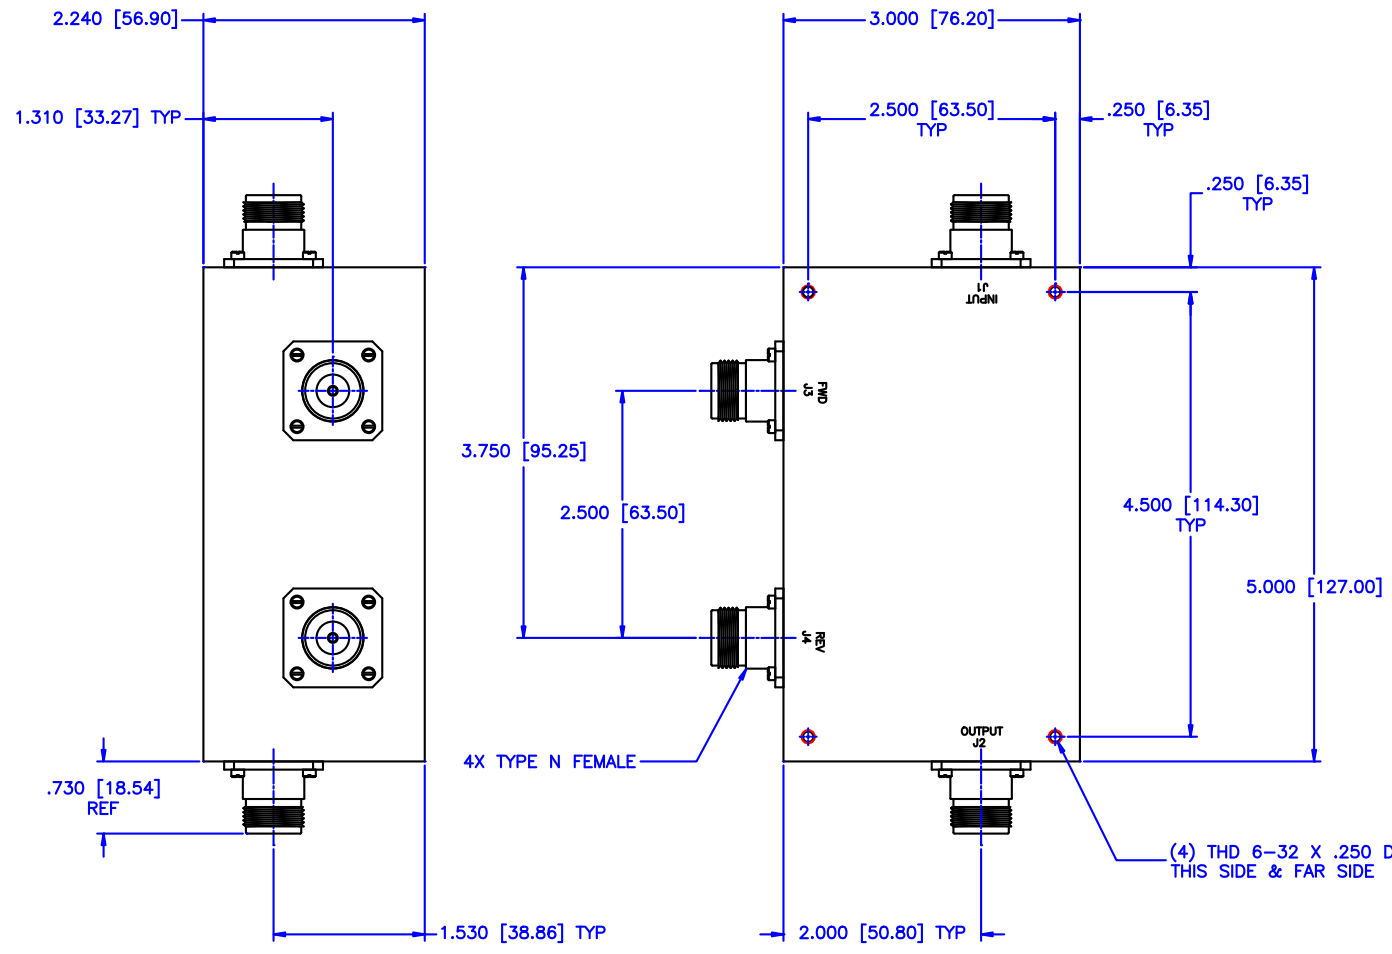 2.240 [56.90]
3.000 [76.20]
1.310 [33.27] TYP
2.500 [63.50]
TYP
.250 [6.35]
TYP
.250 [6.35]
TYP
J1
INPUT
FWD
J3
3.750 [95.25]
2.500 [63.50]
4.500 [114.30]
TYP
5.000 [127.00]
REV
J4
OUTPUT
J2
4X TYPE N FEMALE
.730 [18.54]
REF
(4) THD 6-32 X .250 D
THIS SIDE & FAR SIDE
1.530 [38.86] TYP
2.000 [50.80] TYP